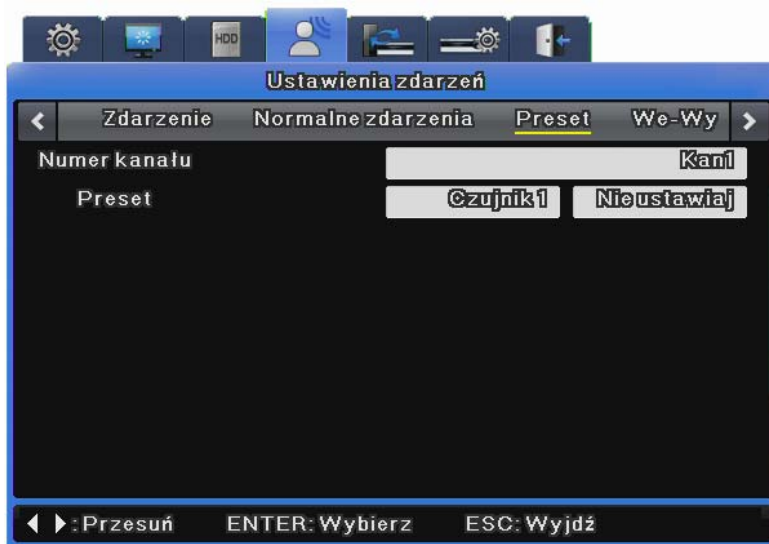 HDD
Ustawienia zdarzeń
Zdarzenie Normalne zdarzenia Preset We-Wy
Numer kanału Kan1
Preset Czujnik 1 Nie ustawiaj
:Przesuń ENTER:Wybierz ESC:Wyjdź